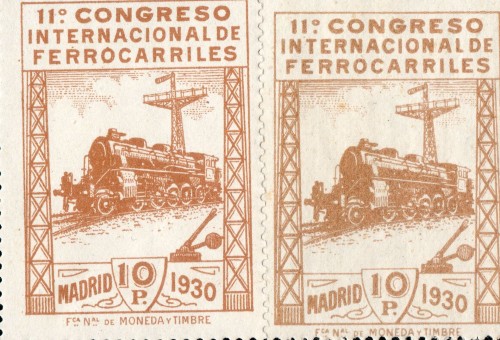 11º CONGRESO
INTERNACIONAL DE
FERROCARRILES
MADRID 10 P. 1930
Fca. Nal. DE MONEDA Y TIMBRE
11º CONGRESO
INTERNACIONAL DE
FERROCARRILES
MADRID 10 P. 1930
Fca. Nal. DE MONEDA Y TIMBRE